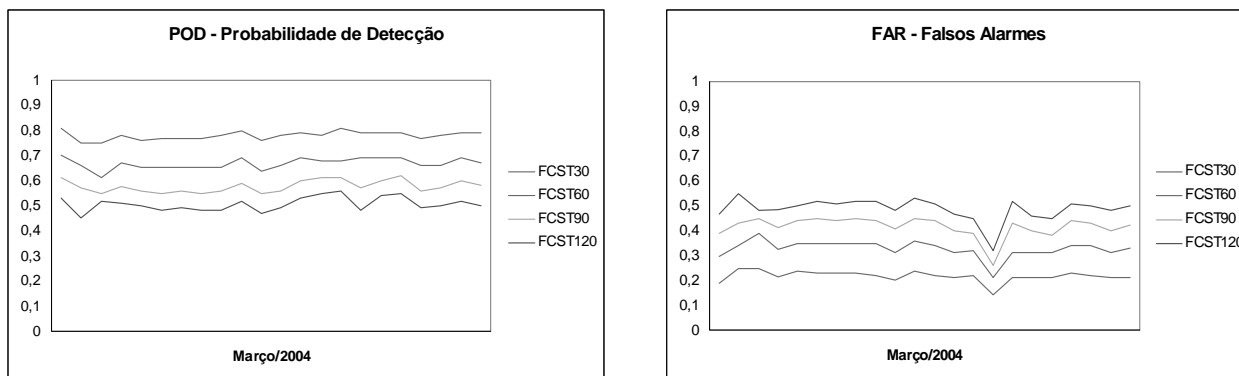 POD - Probabilidade de Detecção
1
0,9
0,8
0,7
0,6
0,5
0,4
0,3
0,2
0,1
0
FCST30
FCST60
FCST90
FCST120
Março/2004
FAR - Falsos Alarmes
1
0,9
0,8
0,7
0,6
0,5
0,4
0,3
0,2
0,1
0
FCST30
FCST60
FCST90
FCST120
Março/2004